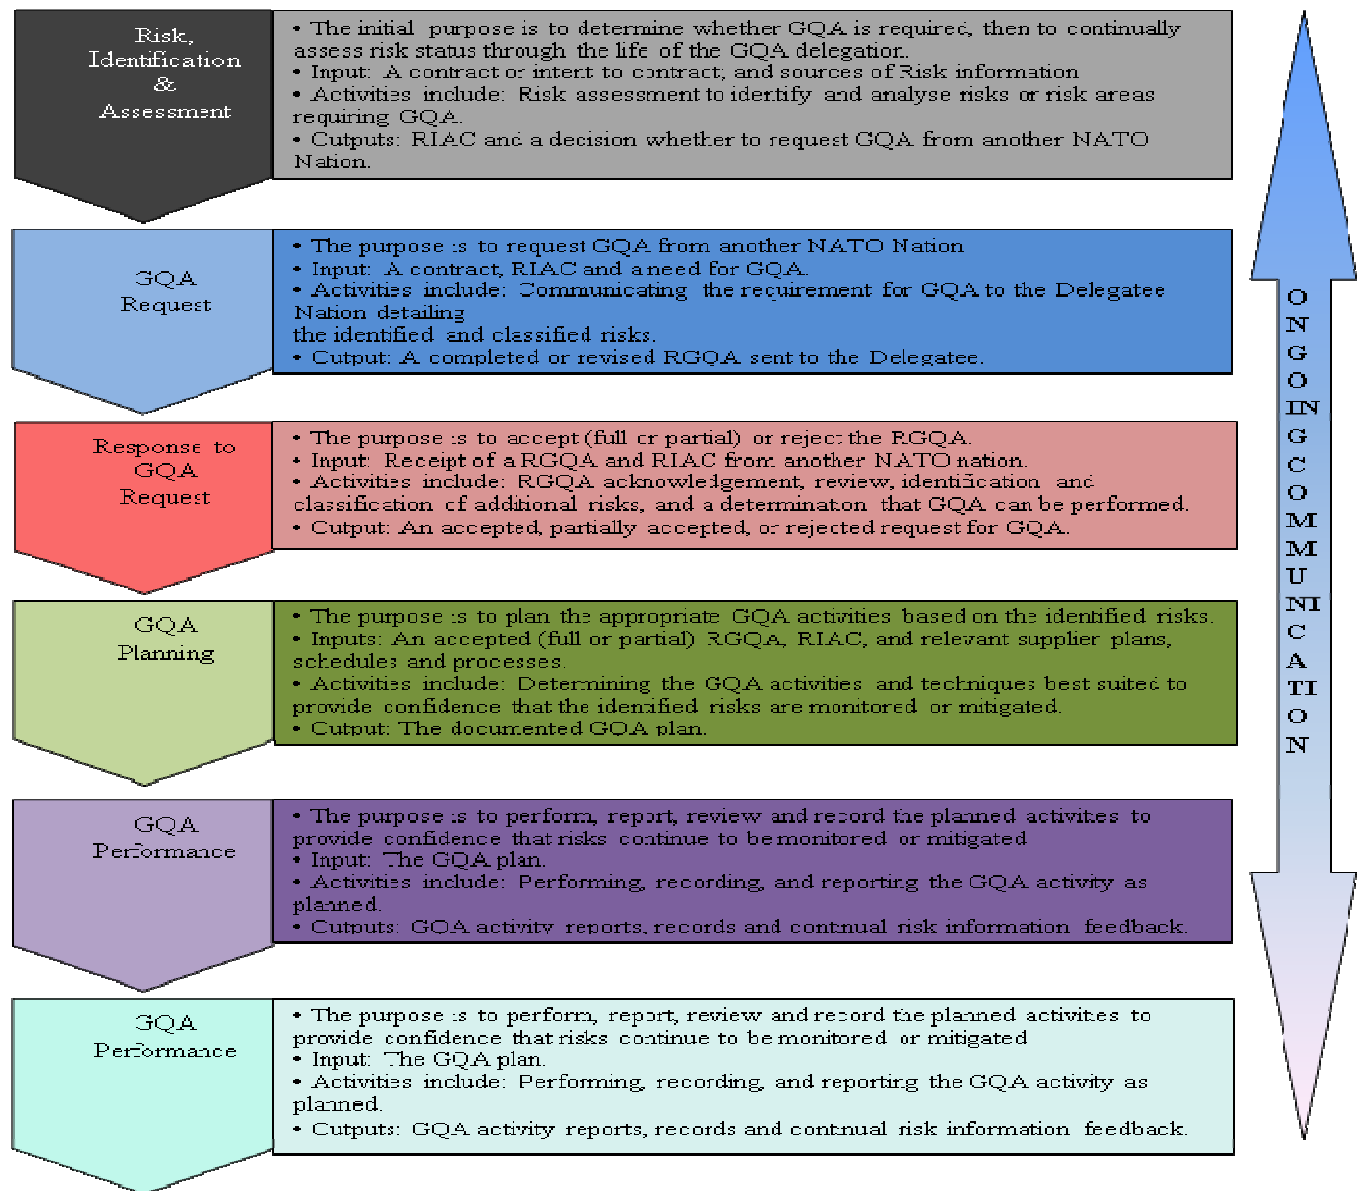 Risk,
Identification
&
Assessment
• The initial purpose is to determine whether GQA is required, then to continually
assess risk status through the life of the GQA delegation.
• Input: A contract or intent to contract, and sources of Risk information
• Activities include: Risk assessment to identify and analyse risks or risk areas
requiring GQA.
• Outputs: RIAC and a decision whether to request GQA from another NATO
Nation.
GQA
Request
• The purpose is to request GQA from another NATO Nation
• Input: A contract, RIAC and a need for GQA.
• Activities include: Communicating the requirement for GQA to the Delegatee
Nation detailing
the identified and classified risks.
• Output: A completed or revised RGQA sent to the Delegatee.
Response to
GQA
Request
• The purpose is to accept (full or partial) or reject the RGQA.
• Input: Receipt of a RGQA and RIAC from another NATO nation.
• Activities include: RGQA acknowledgement, review, identification and
classification of additional risks, and a determination that GQA can be performed.
• Output: An accepted, partially accepted, or rejected request for GQA.
GQA
Planning
• The purpose is to plan the appropriate GQA activities based on the identified risks.
• Inputs: An accepted (full or partial) RGQA, RIAC, and relevant supplier plans,
schedules and processes.
• Activities include: Determining the GQA activities and techniques best suited to
provide confidence that the identified risks are monitored or mitigated.
• Output: The documented GQA plan.
GQA
Performance
• The purpose is to perform, report, review and record the planned activities to
provide confidence that risks continue to be monitored or mitigated
• Input: The GQA plan.
• Activities include: Performing, recording, and reporting the GQA activity as
planned.
• Outputs: GQA activity reports, records and continual risk information feedback.
GQA
Performance
• The purpose is to perform, report, review and record the planned activities to
provide confidence that risks continue to be monitored or mitigated
• Input: The GQA plan.
• Activities include: Performing, recording, and reporting the GQA activity as
planned.
• Outputs: GQA activity reports, records and continual risk information feedback.
O
N
G
O
IN
G
C
O
M
M
U
NI
C
A
TI
O
N